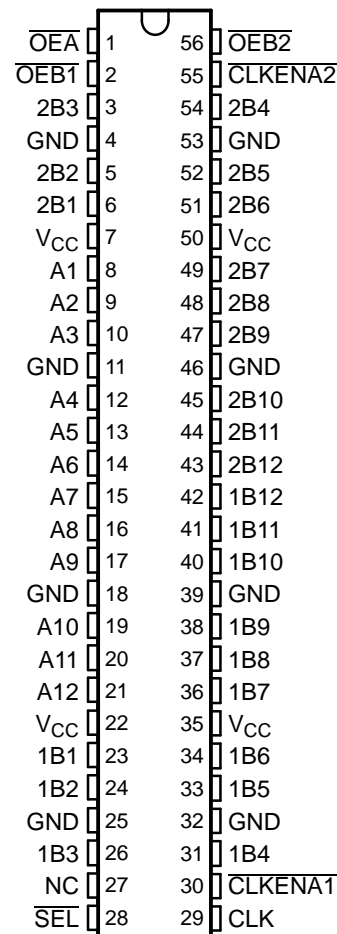 OEA 1 56 OEB2
OEB1 2 55 CLKENA2
2B3 3 54 2B4
GND 4 53 GND
2B2 5 52 2B5
2B1 6 51 2B6
VCC 7 50 VCC
A1 8 49 2B7
A2 9 48 2B8
A3 10 47 2B9
GND 11 46 GND
A4 12 45 2B10
A5 13 44 2B11
A6 14 43 2B12
A7 15 42 1B12
A8 16 41 1B11
A9 17 40 1B10
GND 18 39 GND
A10 19 38 1B9
A11 20 37 1B8
A12 21 36 1B7
VCC 22 35 VCC
1B1 23 34 1B6
1B2 24 33 1B5
GND 25 32 GND
1B3 26 31 1B4
NC 27 30 CLKENA1
SEL 28 29 CLK